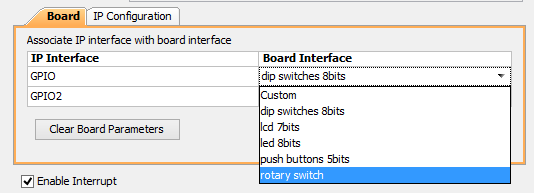 Board IP Configuration
Associate IP interface with board interface
IP Interface Board Interface
GPIO dip switches 8bits
GPIO2
Custom
dip switches 8bits
lcd 7bits
led 8bits
push buttons 5bits
rotary switch
Clear Board Parameters
Enable Interrupt